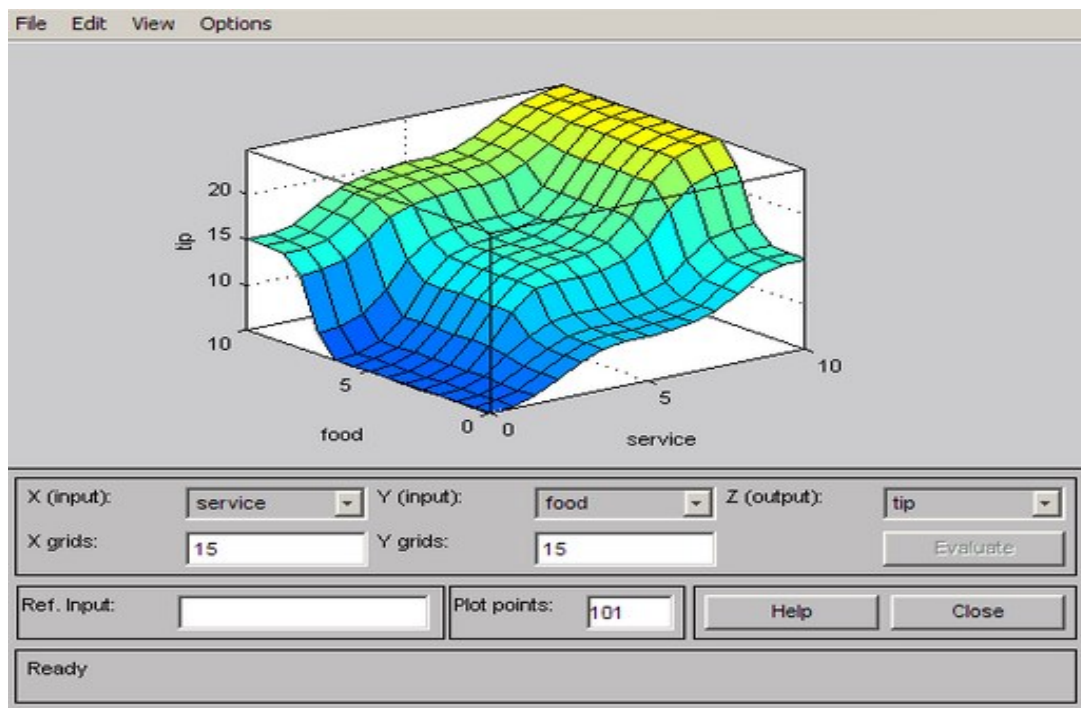 File Edit View Options
20
15
tip
10
10
5
0
food
0
5
10
service
X (input): service Y (input): food Z (output): tip
X grids: 15 Y grids: 15 Evaluate
Ref. Input: Plot points: 101 Help Close
Ready